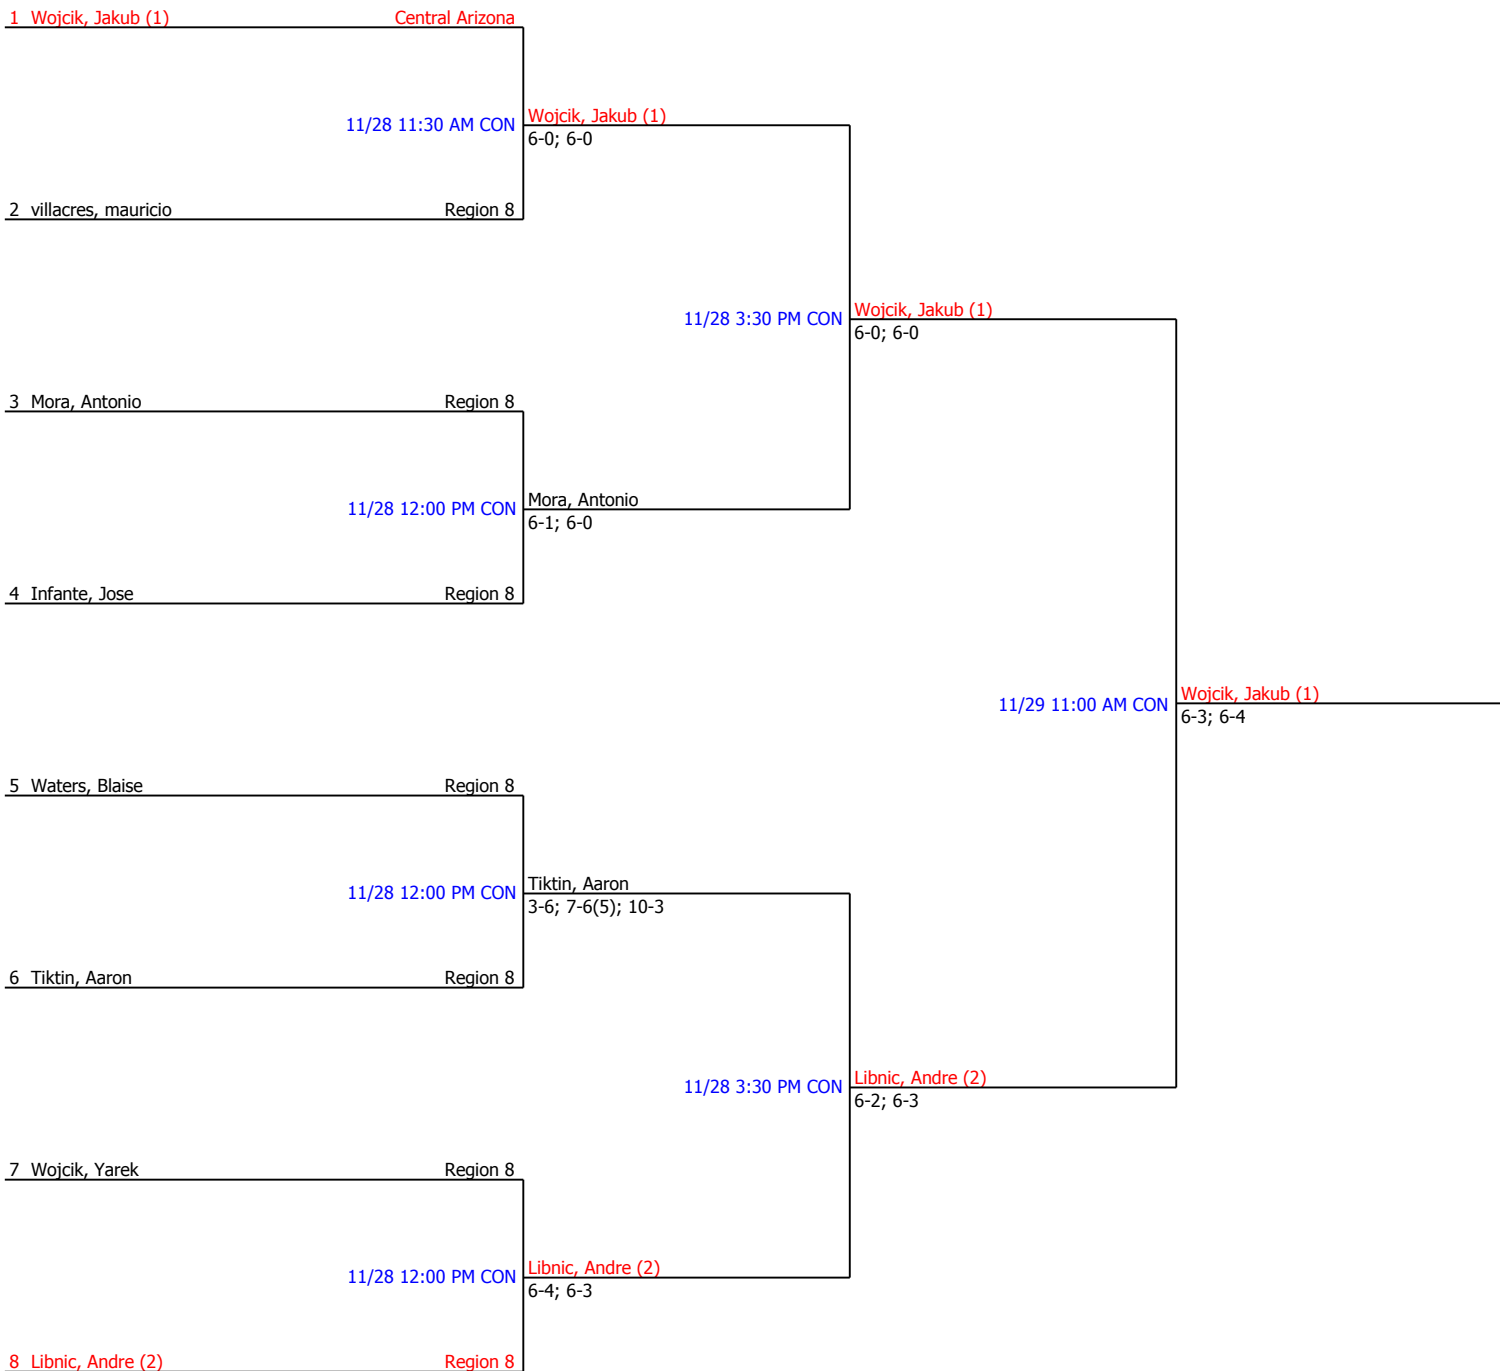 1 Wojcik, Jakub (1) Central Arizona
11/28 11:30 AM CON Wojcik, Jakub (1)
6-0; 6-0
2 villacres, mauricio Region 8
11/28 3:30 PM CON Wojcik, Jakub (1)
6-0; 6-0
3 Mora, Antonio Region 8
11/28 12:00 PM CON Mora, Antonio
6-1; 6-0
4 Infante, Jose Region 8
11/29 11:00 AM CON Wojcik, Jakub (1)
6-3; 6-4
5 Waters, Blaise Region 8
11/28 12:00 PM CON Tiktin, Aaron
3-6; 7-6(5); 10-3
6 Tiktin, Aaron Region 8
11/28 3:30 PM CON Libnic, Andre (2)
6-2; 6-3
7 Wojcik, Yarek Region 8
11/28 12:00 PM CON Libnic, Andre (2)
6-4; 6-3
8 Libnic, Andre (2) Region 8